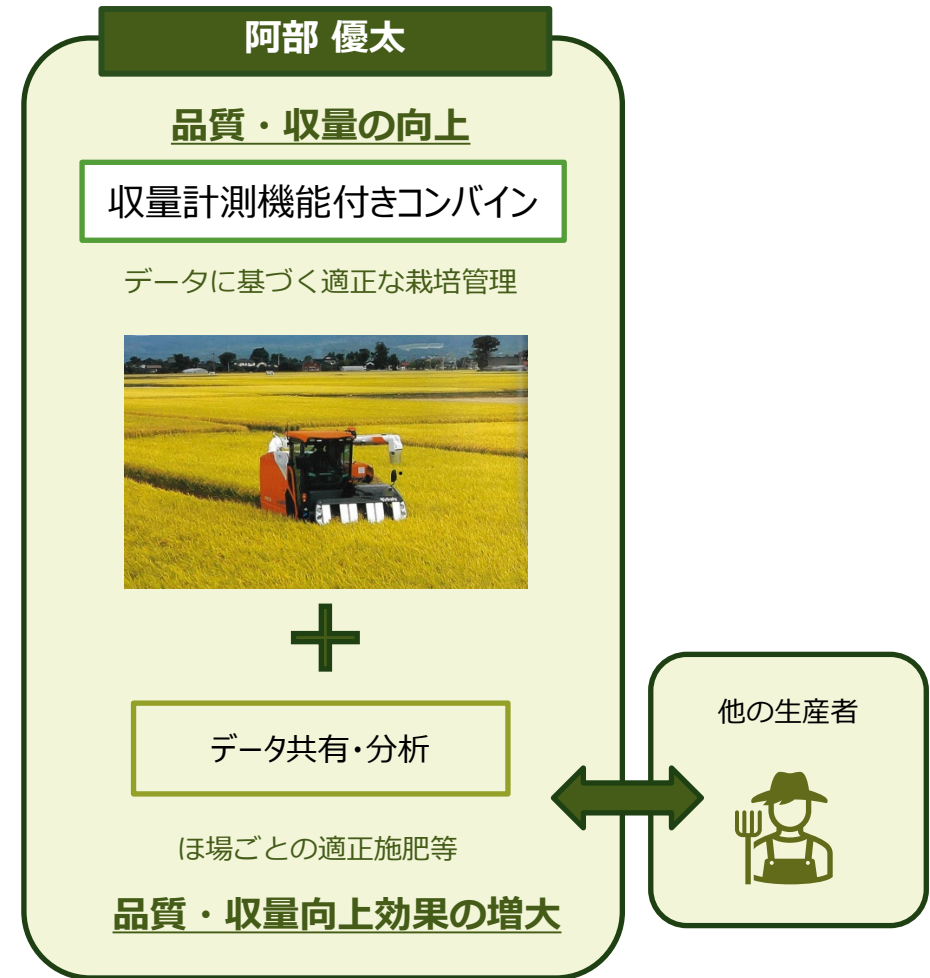 阿部 優太
品質・収量の向上
収量計測機能付きコンバイン
データに基づく適正な栽培管理
データ共有・分析
他の生産者
ほ場ごとの適正施肥等
品質・収量向上効果の増大